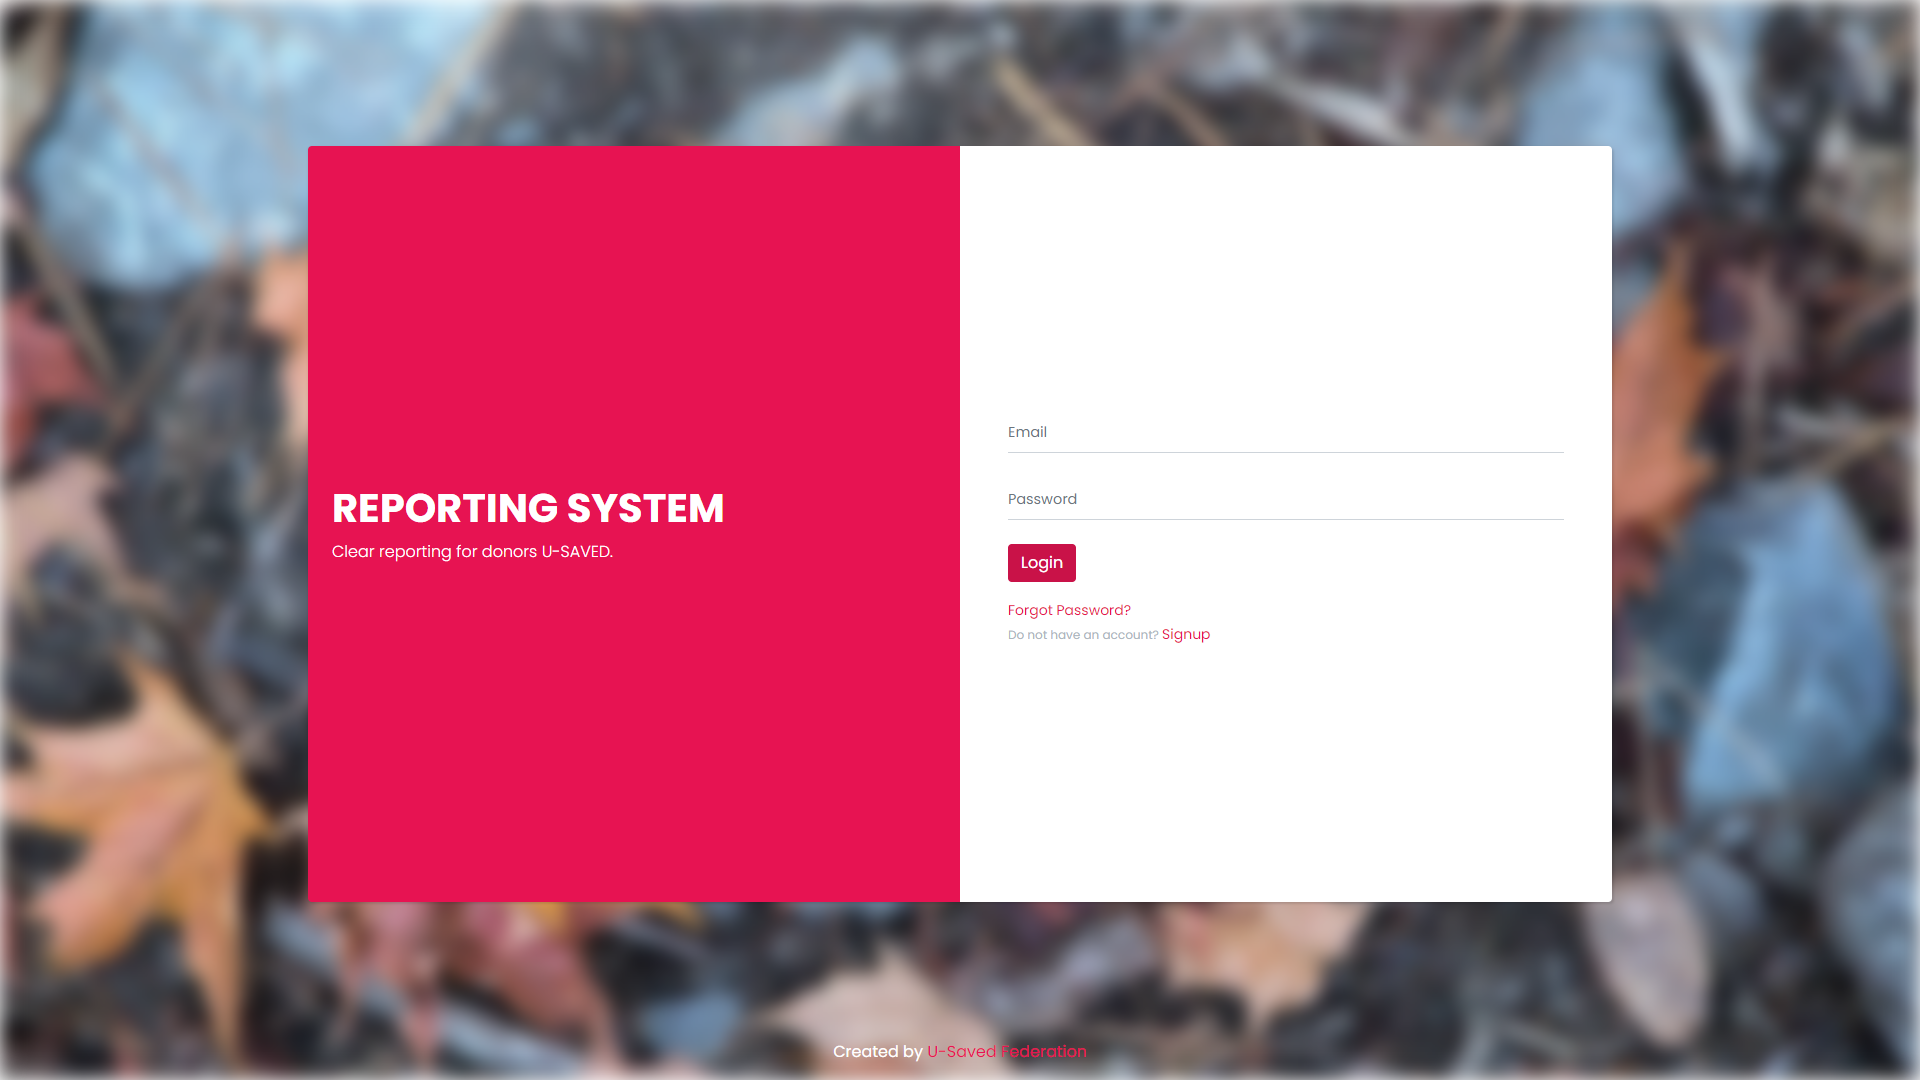 REPORTING SYSTEM
Clear reporting for donors U-SAVED.
Email
Password
Login
Forgot Password?
Do not have an account? Signup
Created by U-Saved Federation